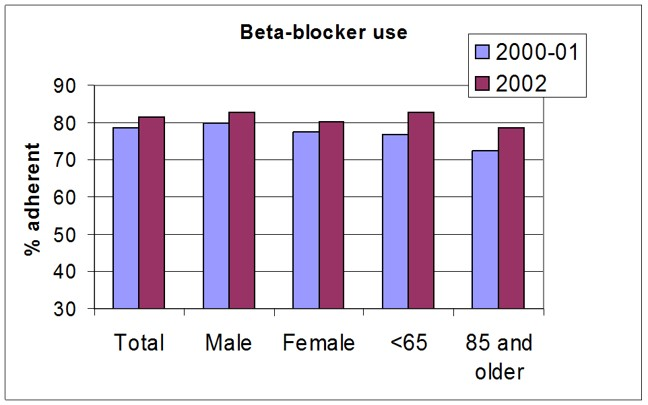 Beta-blocker use
2000-01
2002
% adherent
90
80
70
60
50
40
30
Total
Male
Female
<65
85 and
older